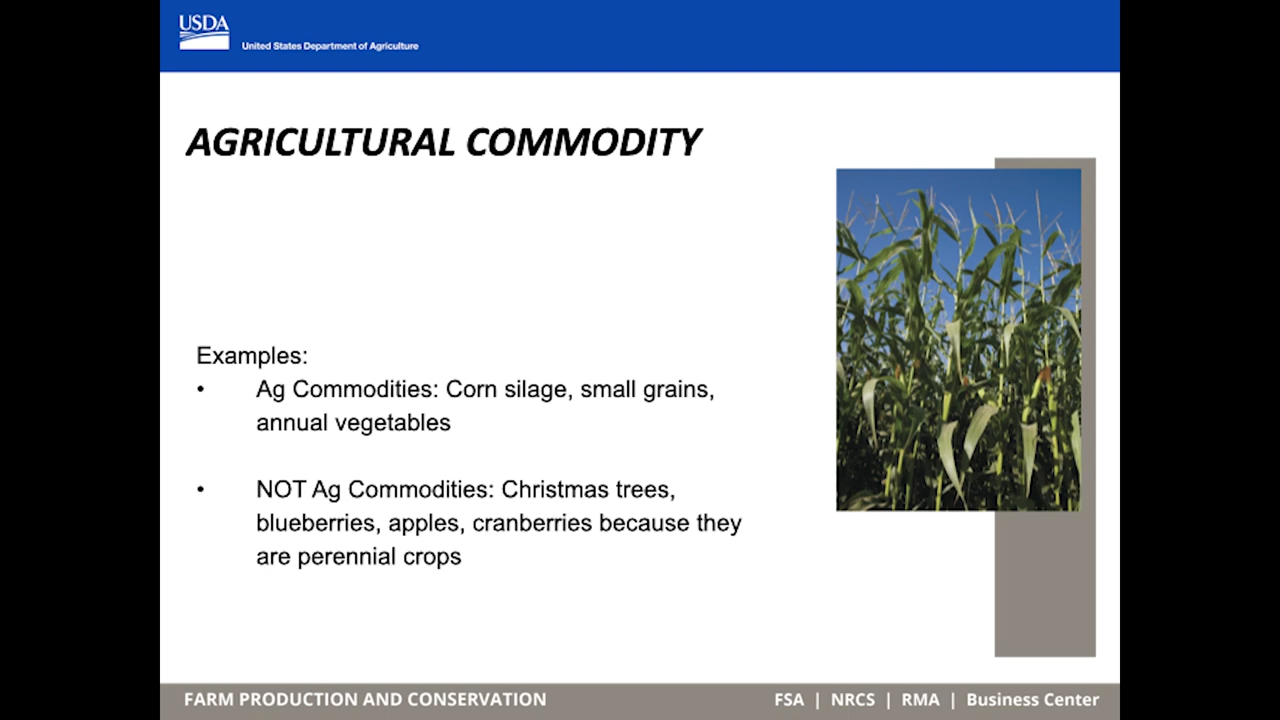 USDA
United States Department of Agriculture
AGRICULTURAL COMMODITY
Examples:
• Ag Commodities: Corn silage, small grains,
annual vegetables
• NOT Ag Commodities: Christmas trees,
blueberries, apples, cranberries because they
are perennial crops
FARM PRODUCTION AND CONSERVATION
FSA | NRCS | RMA | Business Center